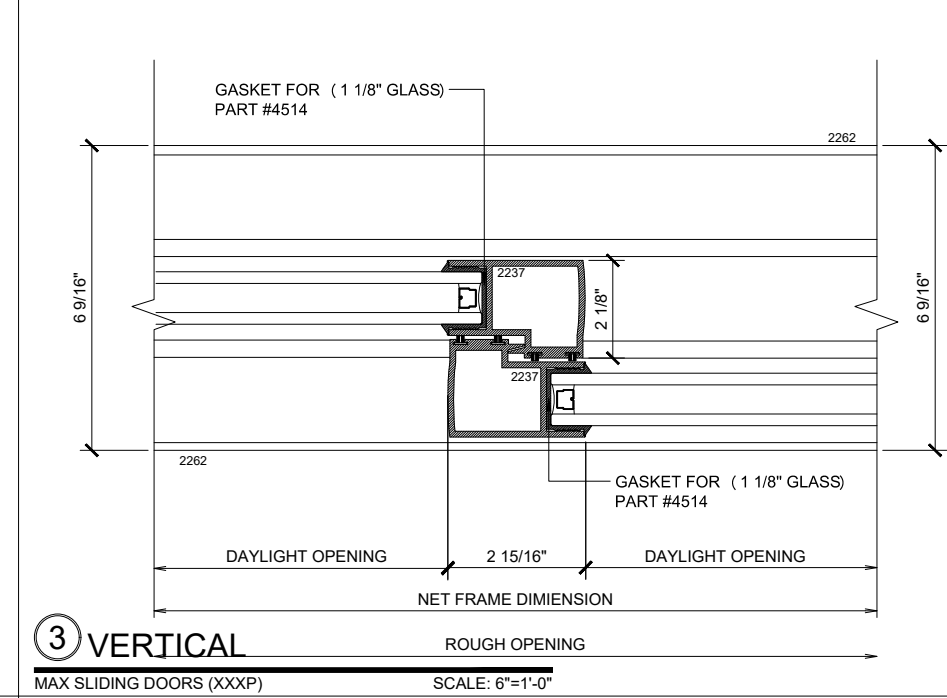 GASKET FOR ( 1 1/8" GLASS)
PART #4514
2262
6 9/16"
2237
2 1/8"
6 9/16"
2237
2262
GASKET FOR ( 1 1/8" GLASS)
PART #4514
DAYLIGHT OPENING
2 15/16"
DAYLIGHT OPENING
NET FRAME DIMIENSION
ROUGH OPENING
3 VERTICAL
MAX SLIDING DOORS (XXXP)
SCALE: 6"=1'-0"